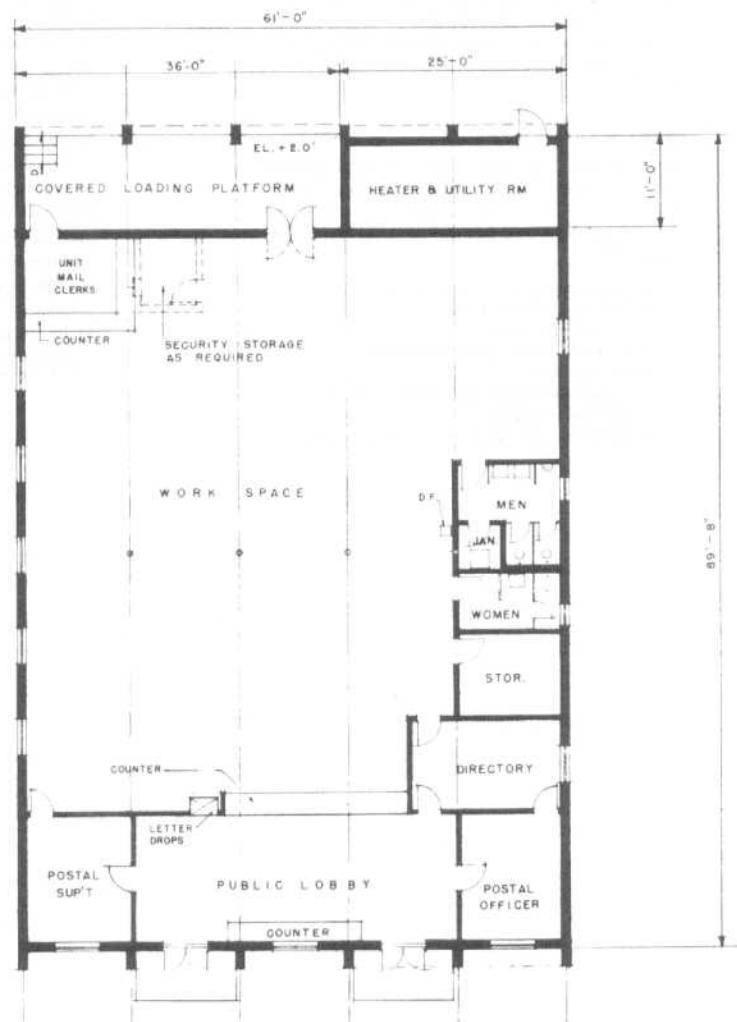 61'-0"
36'-0"
25'-0"
EL. + 2.0'
D
COVERED LOADING PLATFORM
HEATER & UTILITY RM
11'-0"
UNIT
MAIL
CLERKS
COUNTER
SECURITY STORAGE
AS REQUIRED
WORK SPACE
D.F.
MEN
JAN
89'-8"
WOMEN
STOR.
COUNTER
DIRECTORY
LETTER
DROPS
POSTAL
SUP'T
PUBLIC LOBBY
POSTAL
OFFICER
COUNTER